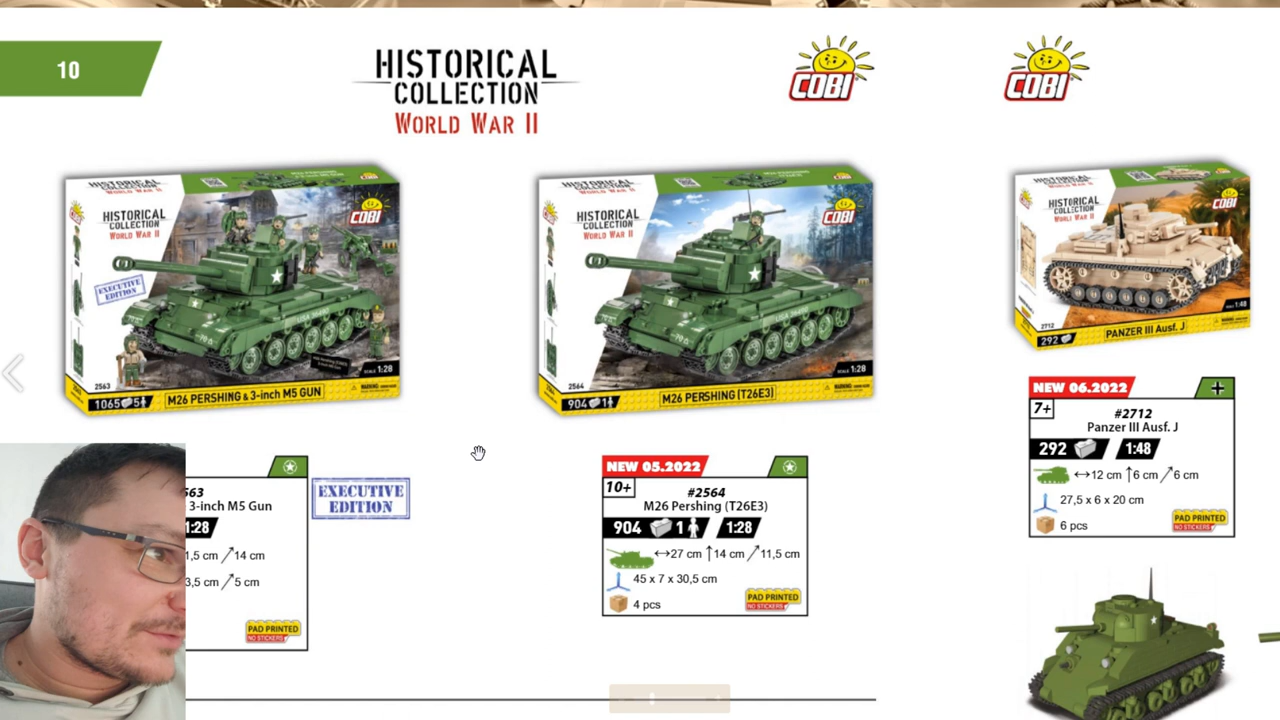 10
HISTORICAL
COLLECTION
WORLD WAR II
COBI
COBI
HISTORICAL
COLLECTION
WORLD WAR II
COBI
EXECUTIVE
EDITION
2563
SCALE 1:28
1065 5
M26 PERSHING & 3-inch M5 GUN
WARNING
HISTORICAL
COLLECTION
WORLD WAR II
COBI
2564
SCALE 1:28
904 1
M26 PERSHING (T26E3)
WARNING
HISTORICAL
COLLECTION
WORLD WAR II
COBI
2712
1:48
292
PANZER III Ausf. J
563
3-inch M5 Gun
1:28
1,5 cm 14 cm
3,5 cm 5 cm
PAD PRINTED
NO STICKERS
EXECUTIVE
EDITION
NEW 05.2022
10+
#2564
M26 Pershing (T26E3)
904 1 1:28
27 cm 14 cm 11,5 cm
45 x 7 x 30,5 cm
4 pcs
PAD PRINTED
NO STICKERS
NEW 06.2022
7+
#2712
Panzer III Ausf. J
292 1:48
12 cm 6 cm 6 cm
27,5 x 6 x 20 cm
6 pcs
PAD PRINTED
NO STICKERS